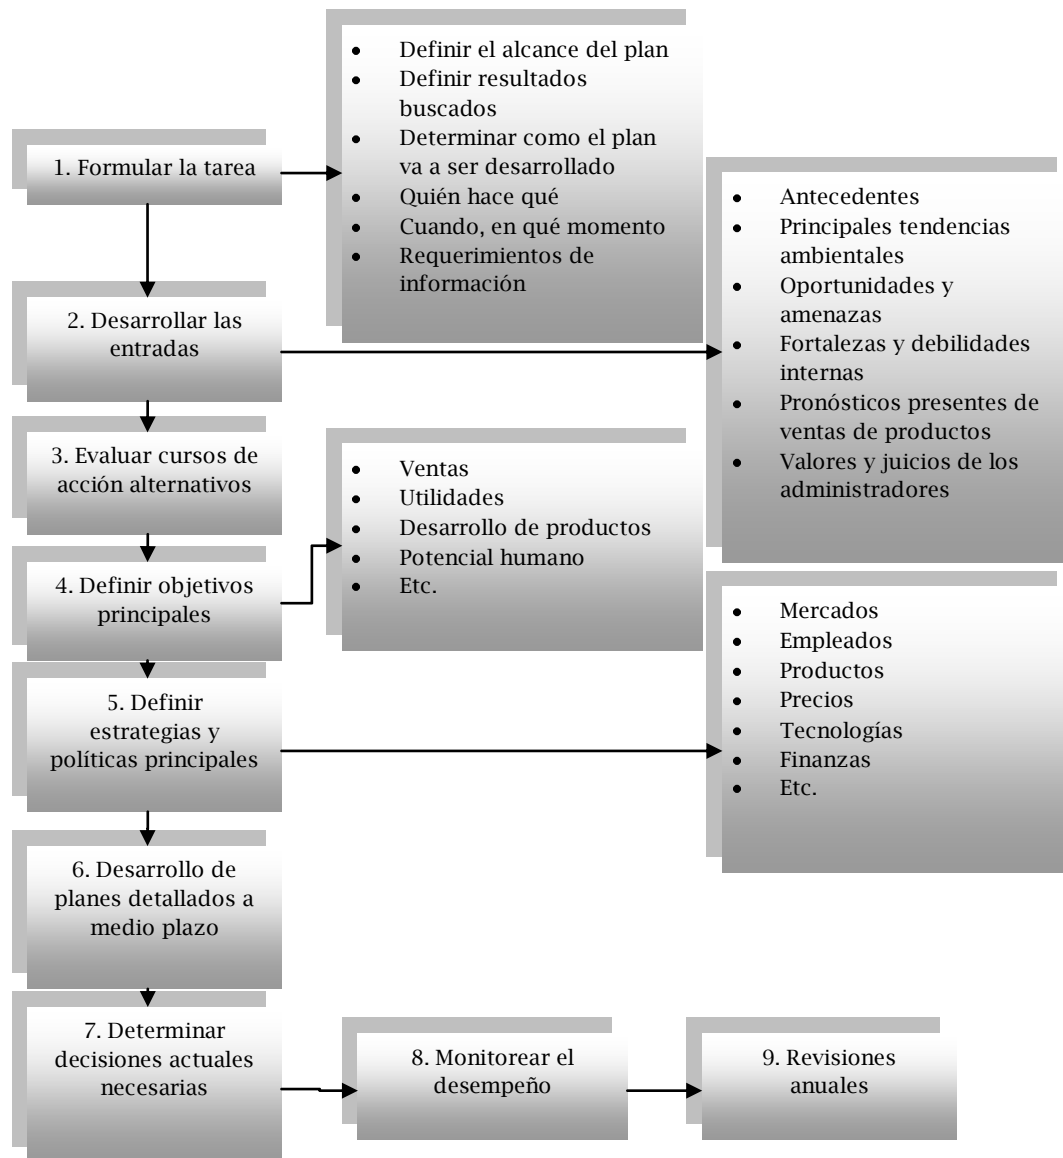 1. Formular la tarea
• Definir el alcance del plan
• Definir resultados
buscados
• Determinar como el plan
va a ser desarrollado
• Quién hace qué
• Cuando, en qué momento
• Requerimientos de
información
2. Desarrollar las
entradas
• Antecedentes
• Principales tendencias
ambientales
• Oportunidades y
amenazas
• Fortalezas y debilidades
internas
• Pronósticos presentes de
ventas de productos
• Valores y juicios de los
administradores
3. Evaluar cursos de
acción alternativos
4. Definir objetivos
principales
• Ventas
• Utilidades
• Desarrollo de productos
• Potencial humano
• Etc.
5. Definir
estrategias y
políticas principales
• Mercados
• Empleados
• Productos
• Precios
• Tecnologías
• Finanzas
• Etc.
6. Desarrollo de
planes detallados a
medio plazo
7. Determinar
decisiones actuales
necesarias
8. Monitorear el
desempeño
9. Revisiones
anuales